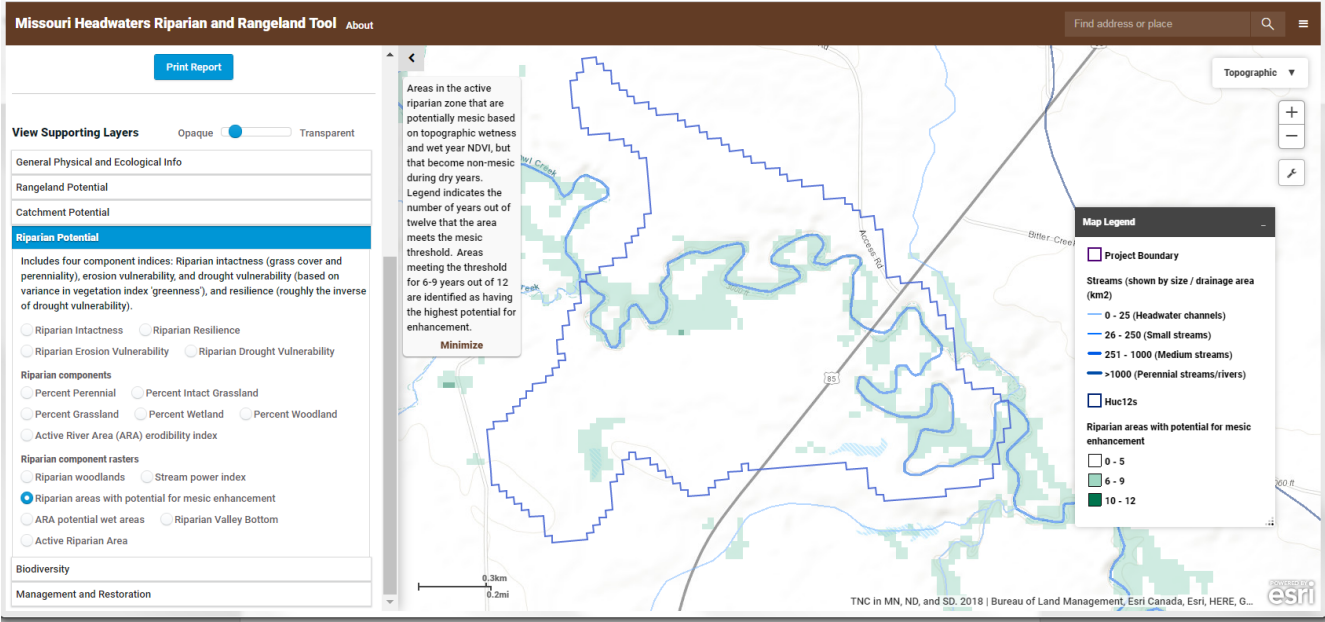 Missouri Headwaters Riparian and Rangeland Tool About
Find address or place
Print Report
View Supporting Layers Opaque Transparent
General Physical and Ecological Info
Rangeland Potential
Catchment Potential
Riparian Potential
Includes four component indices: Riparian intactness (grass cover and
perenniality), erosion vulnerability, and drought vulnerability (based on
variance in vegetation index 'greenness'), and resilience (roughly the inverse
of drought vulnerability).
Riparian Intactness Riparian Resilience
Riparian Erosion Vulnerability Riparian Drought Vulnerability
Riparian components
Percent Perennial Percent Intact Grassland
Percent Grassland Percent Wetland Percent Woodland
Active River Area (ARA) erodibility index
Riparian component rasters
Riparian woodlands Stream power index
Riparian areas with potential for mesic enhancement
ARA potential wet areas Riparian Valley Bottom
Active Riparian Area
Biodiversity
Management and Restoration
Areas in the active
riparian zone that are
potentially mesic based
on topographic wetness
and wet year NDVI, but
that become non-mesic
during dry years.
Legend indicates the
number of years out of
twelve that the area
meets the mesic
threshold. Areas
meeting the threshold
for 6-9 years out of 12
are identified as having
the highest potential for
enhancement.
Minimize
Creek
reek
Rd
Access Rd
85
Bitter Creek
0.3km
0.2mi
Topographic ▼
+
−
Map Legend _
Project Boundary
Streams (shown by size / drainage area
(km2)
0 - 25 (Headwater channels)
26 - 250 (Small streams)
251 - 1000 (Medium streams)
>1000 (Perennial streams/rivers)
Huc12s
Riparian areas with potential for mesic
enhancement
0 - 5
6 - 9
10 - 12
00 ft
TNC in MN, ND, and SD. 2018 | Bureau of Land Management, Esri Canada, Esri, HERE, G...
POWERED BY
esri